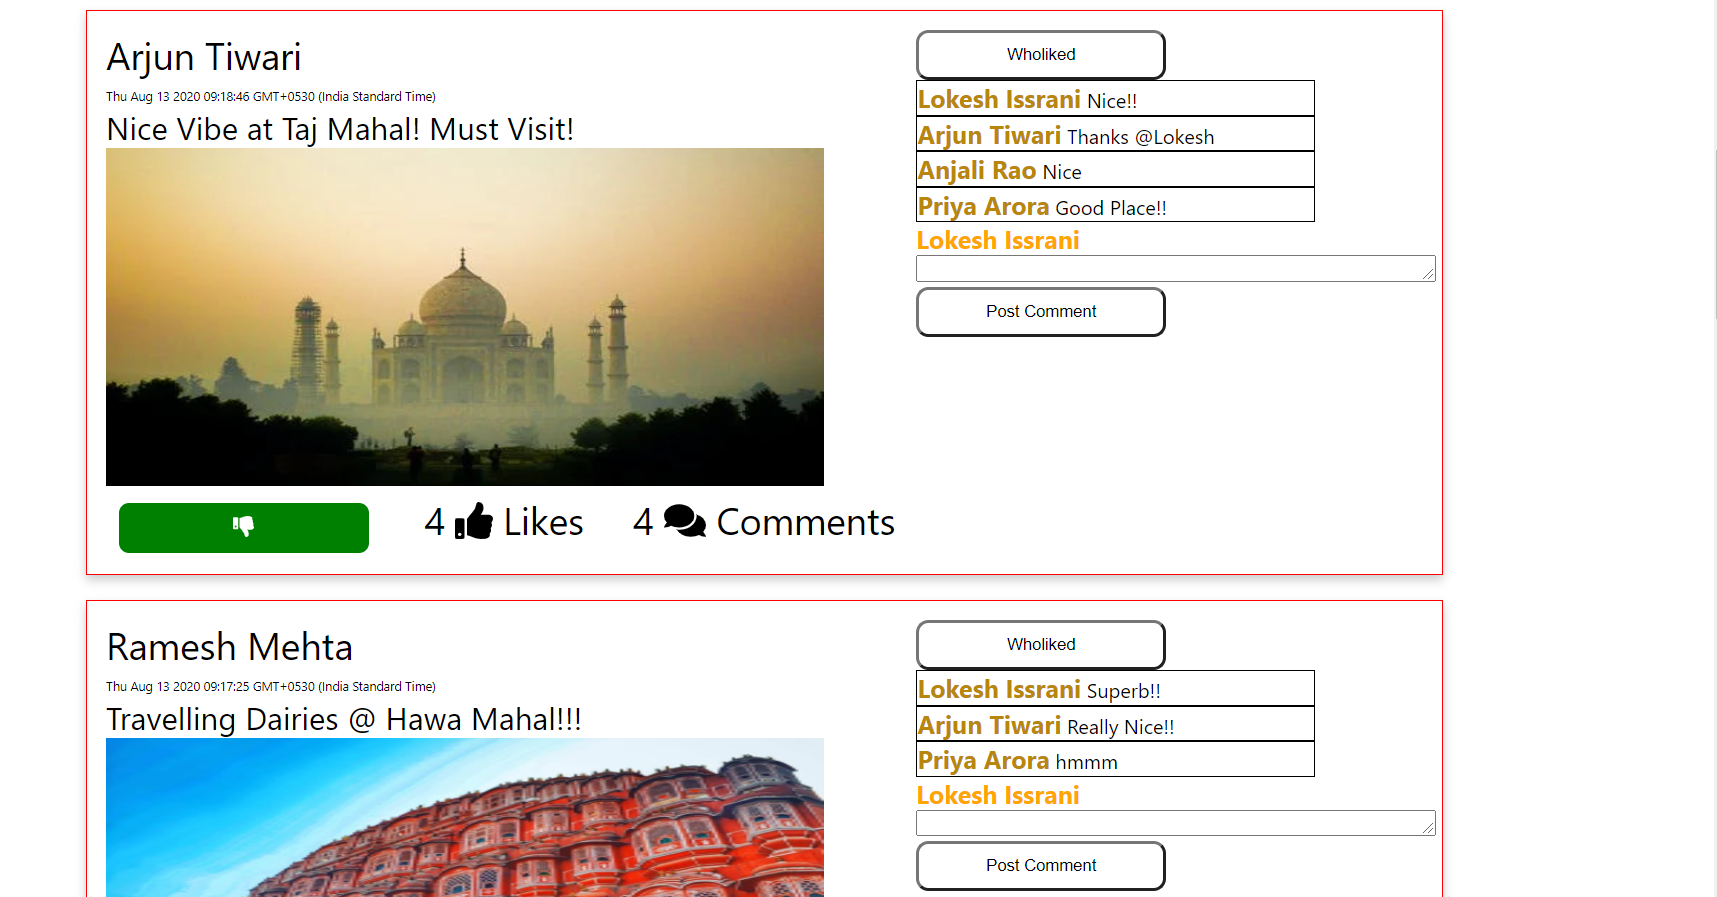 Arjun Tiwari
Thu Aug 13 2020 09:18:46 GMT+0530 (India Standard Time)
Nice Vibe at Taj Mahal! Must Visit!
4 Likes
4 Comments
Wholiked
Lokesh Issrani Nice!!
Arjun Tiwari Thanks @Lokesh
Anjali Rao Nice
Priya Arora Good Place!!
Lokesh Issrani
Post Comment
Ramesh Mehta
Thu Aug 13 2020 09:17:25 GMT+0530 (India Standard Time)
Travelling Dairies @ Hawa Mahal!!!
Wholiked
Lokesh Issrani Superb!!
Arjun Tiwari Really Nice!!
Priya Arora hmmm
Lokesh Issrani
Post Comment